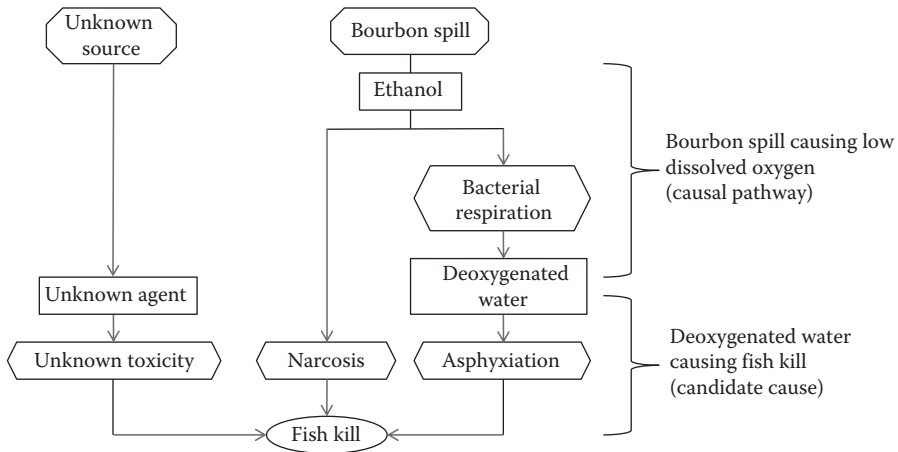 Unknown
source
Bourbon spill
Ethanol
Bacterial
respiration
Deoxygenated
water
Unknown agent
Unknown toxicity
Narcosis
Asphyxiation
Fish kill
Bourbon spill causing low
dissolved oxygen
(causal pathway)
Deoxygenated water
causing fish kill
(candidate cause)